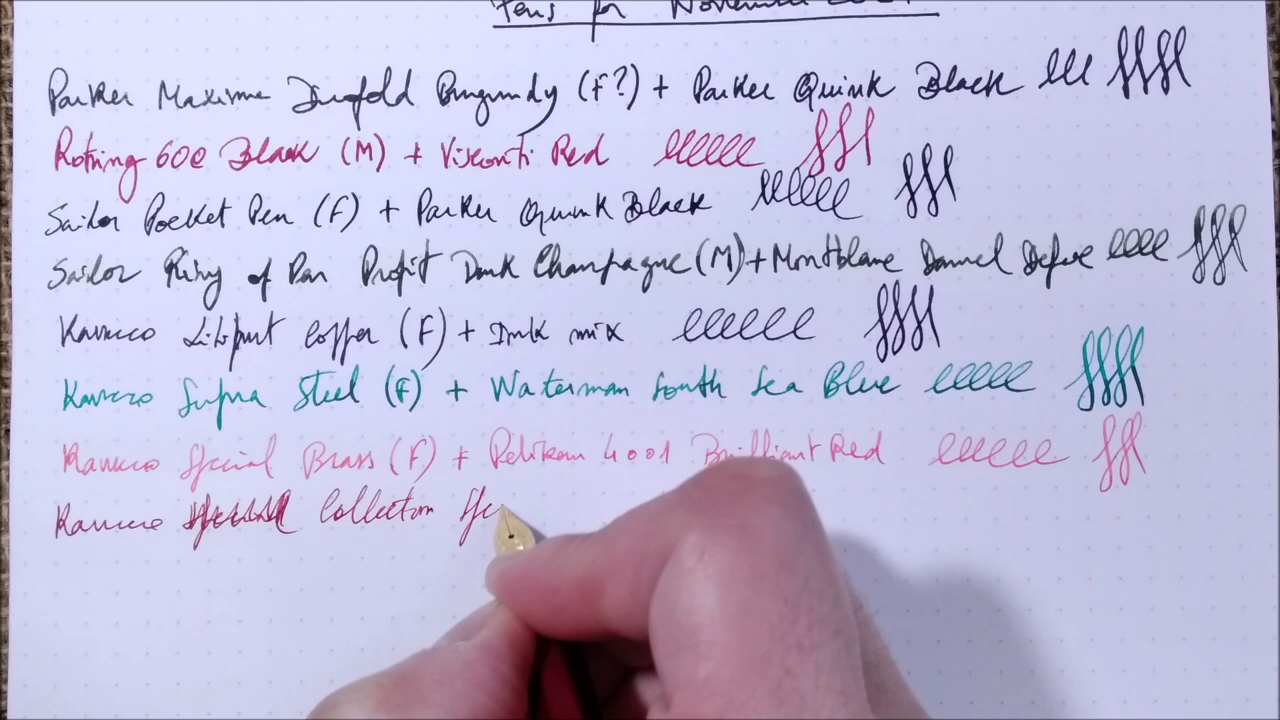 Pens for November
Parker Maxima Duofold Burgundy (F?) + Parker Quink Black
Rotring 600 Black (M) + Visconti Red
Sailor Pocket Pen (F) + Parker Quink Black
Sailor King of Pen Profit Dark Champagne (M) + Montblanc Daniel Defoe
Kaweco Liliput Copper (F) + Ink mix
Kaweco Supra Steel (F) + Waterman South Sea Blue
Kaweco Special Brass (F) + Pelikan 4001 Brilliant Red
Kaweco Collection